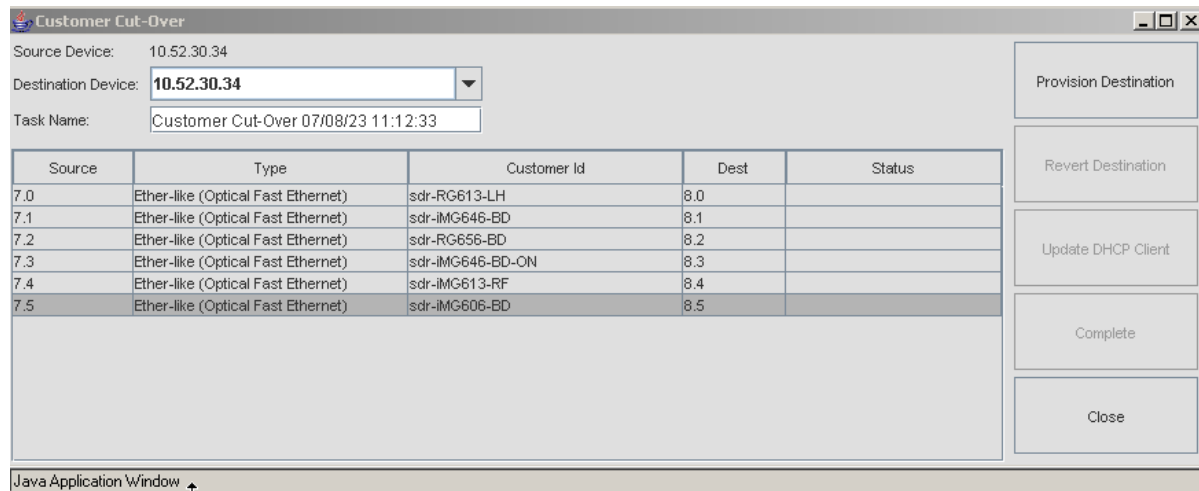 Customer Cut-Over
Source Device: 10.52.30.34
Destination Device: 10.52.30.34
Task Name: Customer Cut-Over 07/08/23 11:12:33
Source Type Customer Id Dest Status
7.0 Ether-like (Optical Fast Ethernet) sdr-RG613-LH 8.0
7.1 Ether-like (Optical Fast Ethernet) sdr-iMG646-BD 8.1
7.2 Ether-like (Optical Fast Ethernet) sdr-RG656-BD 8.2
7.3 Ether-like (Optical Fast Ethernet) sdr-iMG646-BD-ON 8.3
7.4 Ether-like (Optical Fast Ethernet) sdr-iMG613-RF 8.4
7.5 Ether-like (Optical Fast Ethernet) sdr-iMG606-BD 8.5
Provision Destination
Revert Destination
Update DHCP Client
Complete
Close
Java Application Window